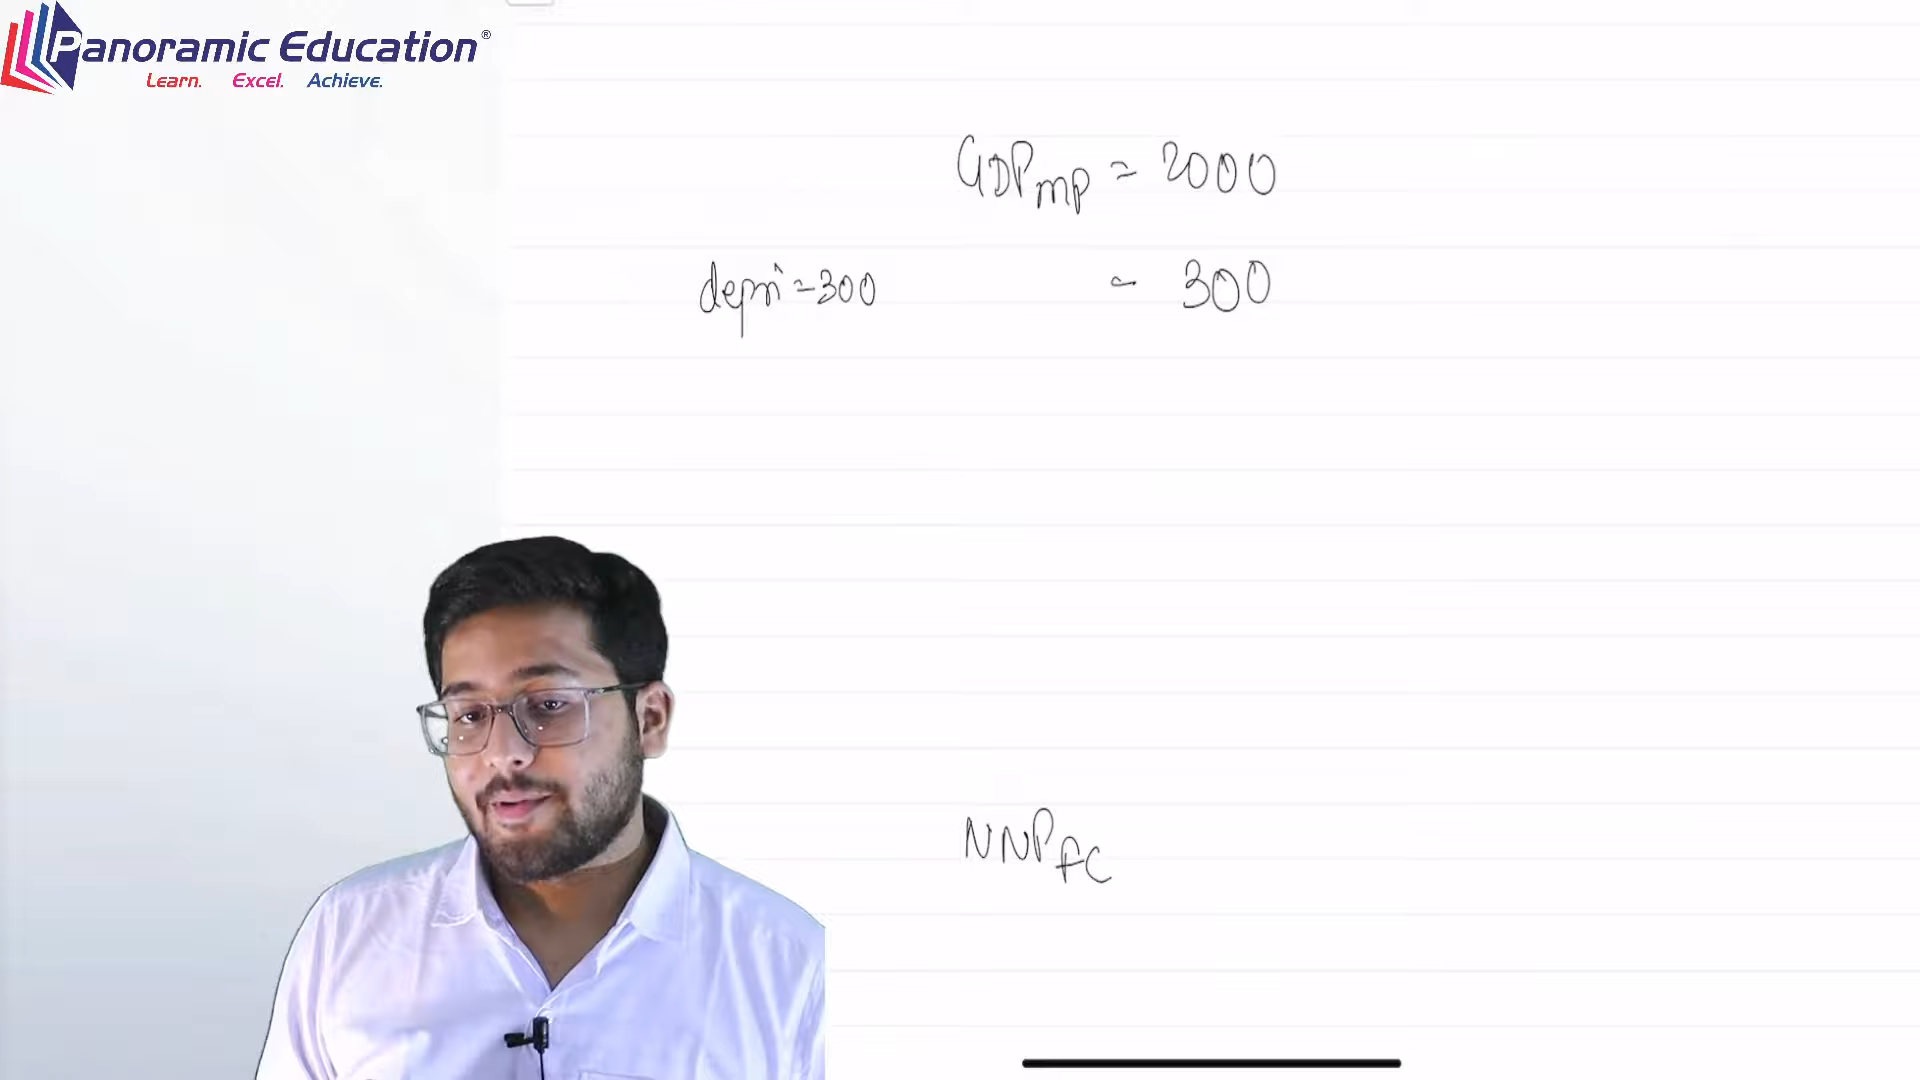 Panoramic Education®
Learn. Excel. Achieve.
GDPMP = 2000
depri = 300 - 300
NNPFC